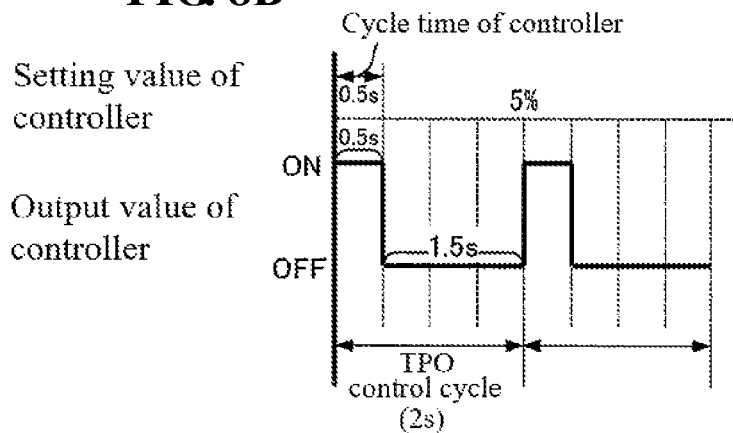 FIG. 8B
Cycle time of controller
Setting value of
controller
0.5s
5%
0.5s
ON
Output value of
controller
1.5s
OFF
TPO
control cycle
(2s)